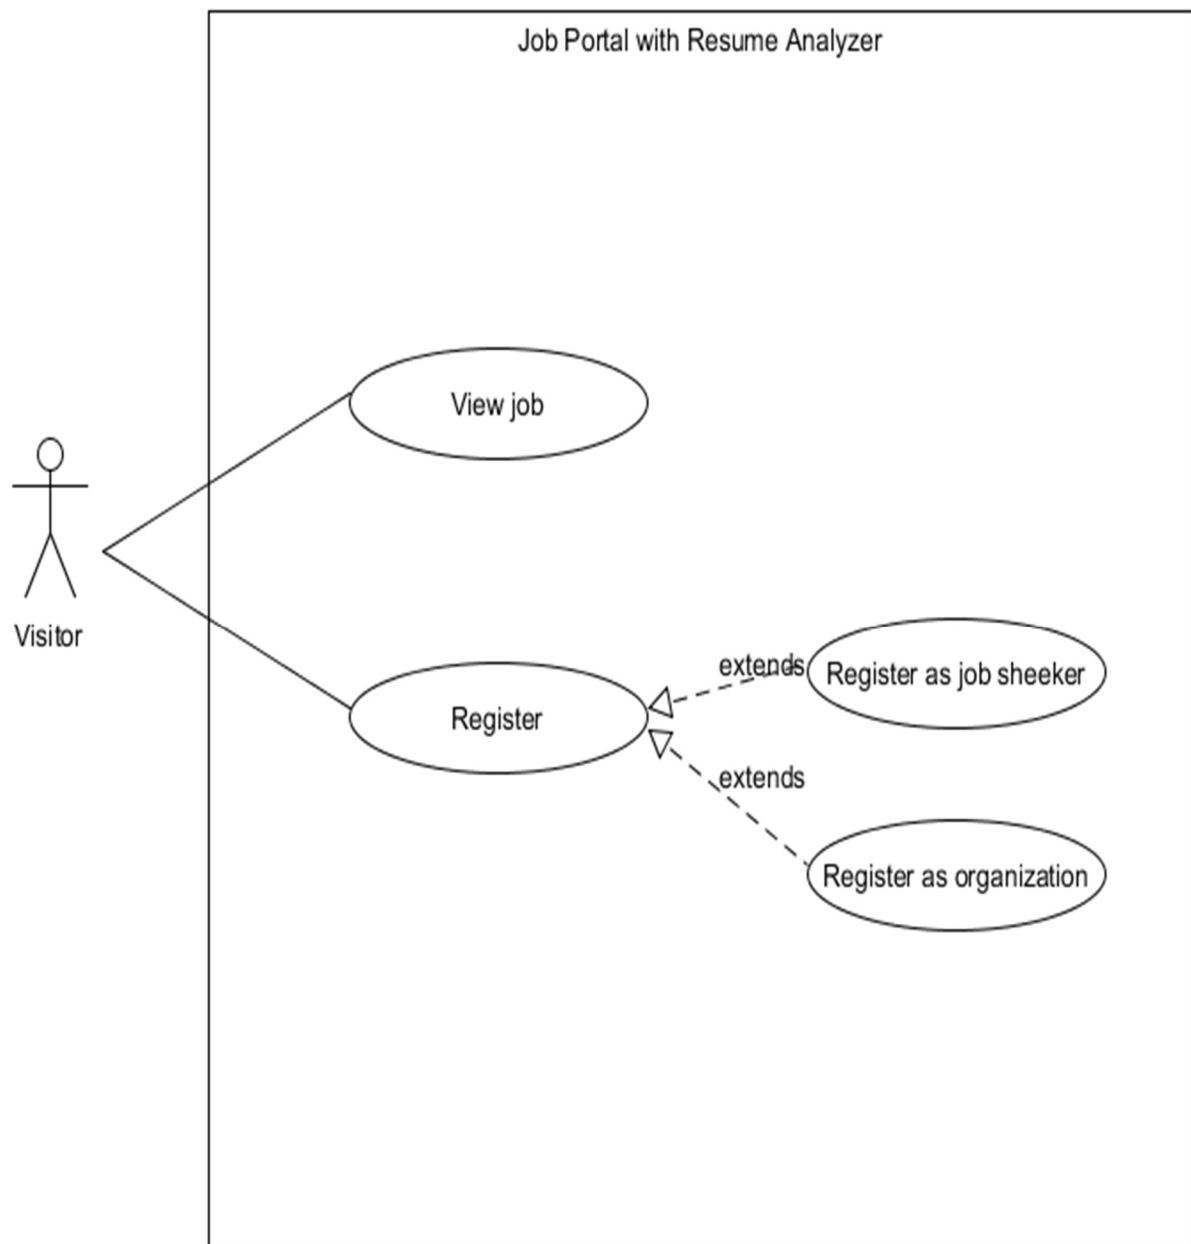 Job Portal with Resume Analyzer
View job
Visitor
Register
extends
Register as job sheeker
extends
Register as organization